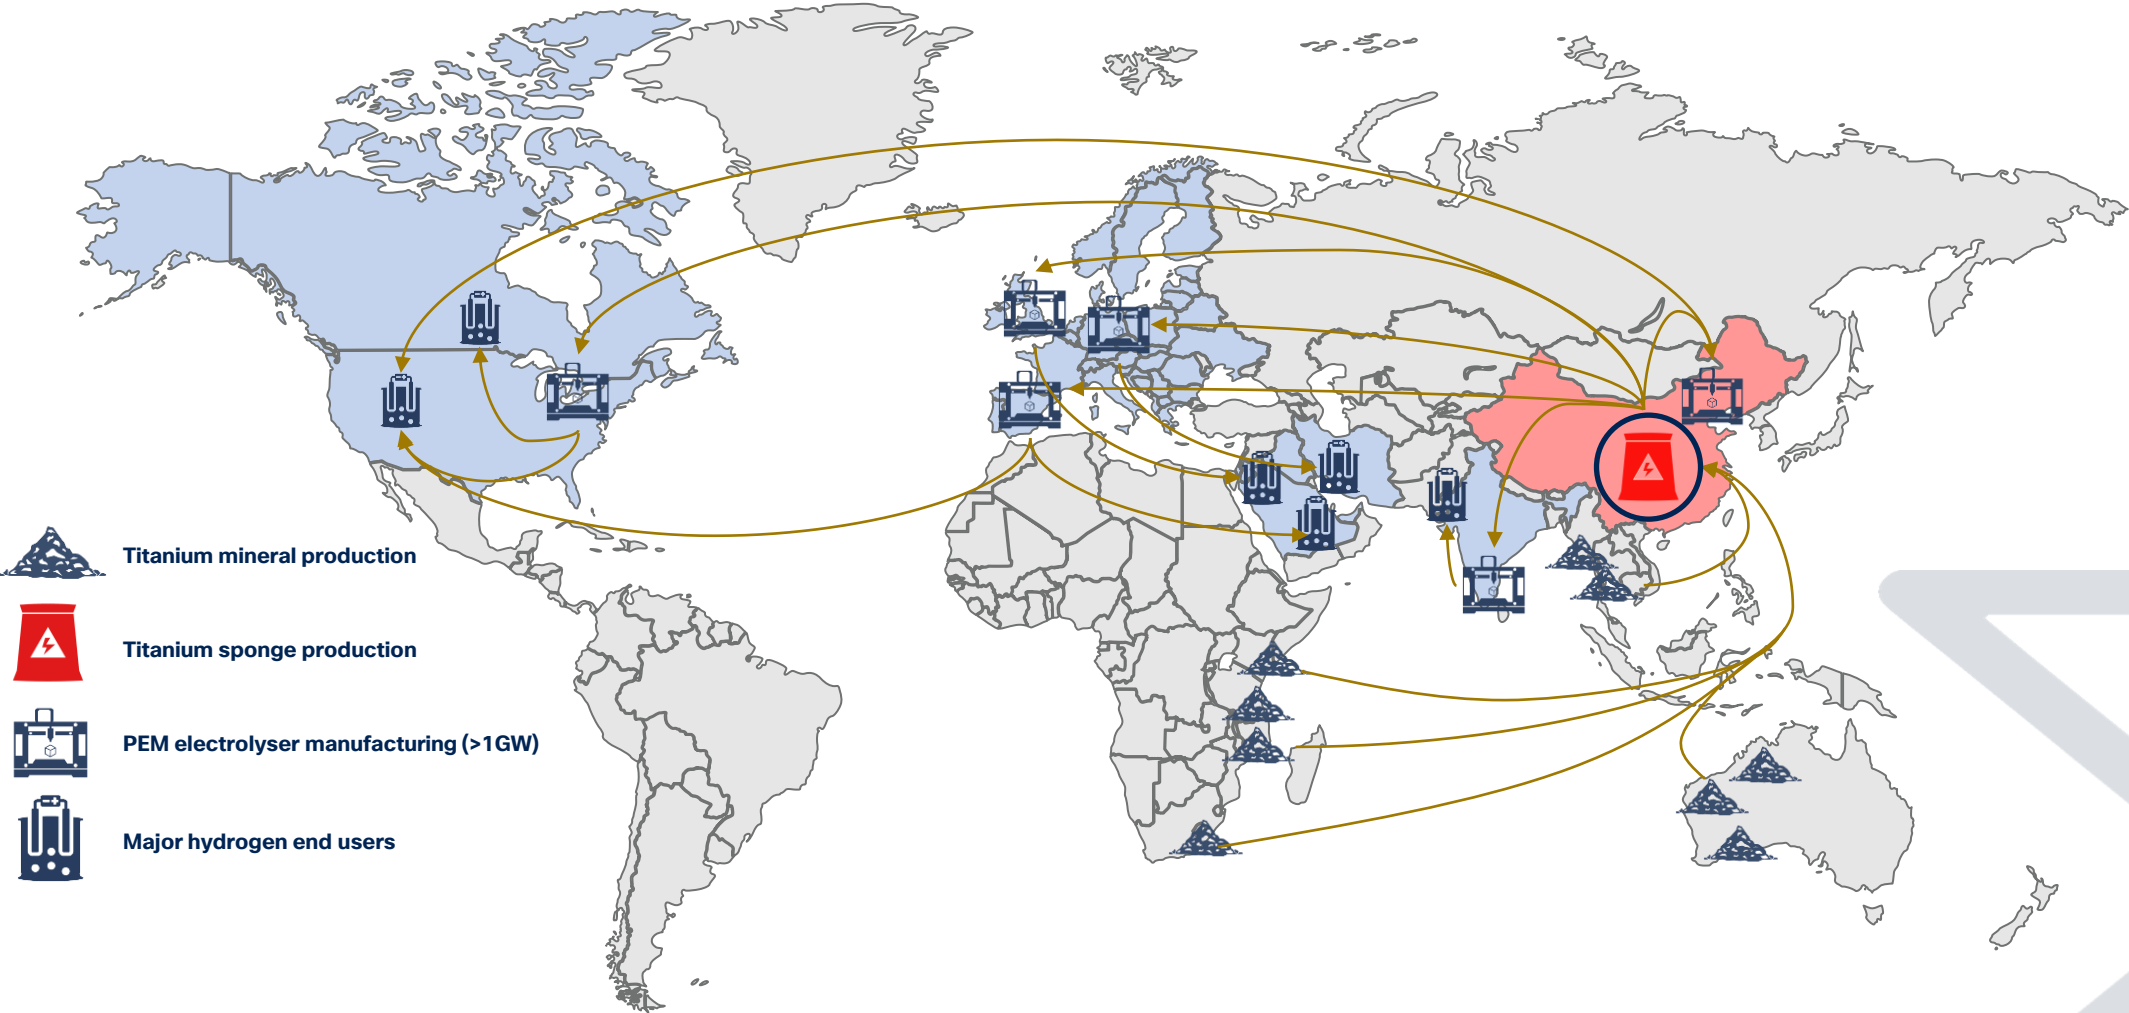 Titanium mineral production
Titanium sponge production
PEM electrolyser manufacturing (>1GW)
Major hydrogen end users